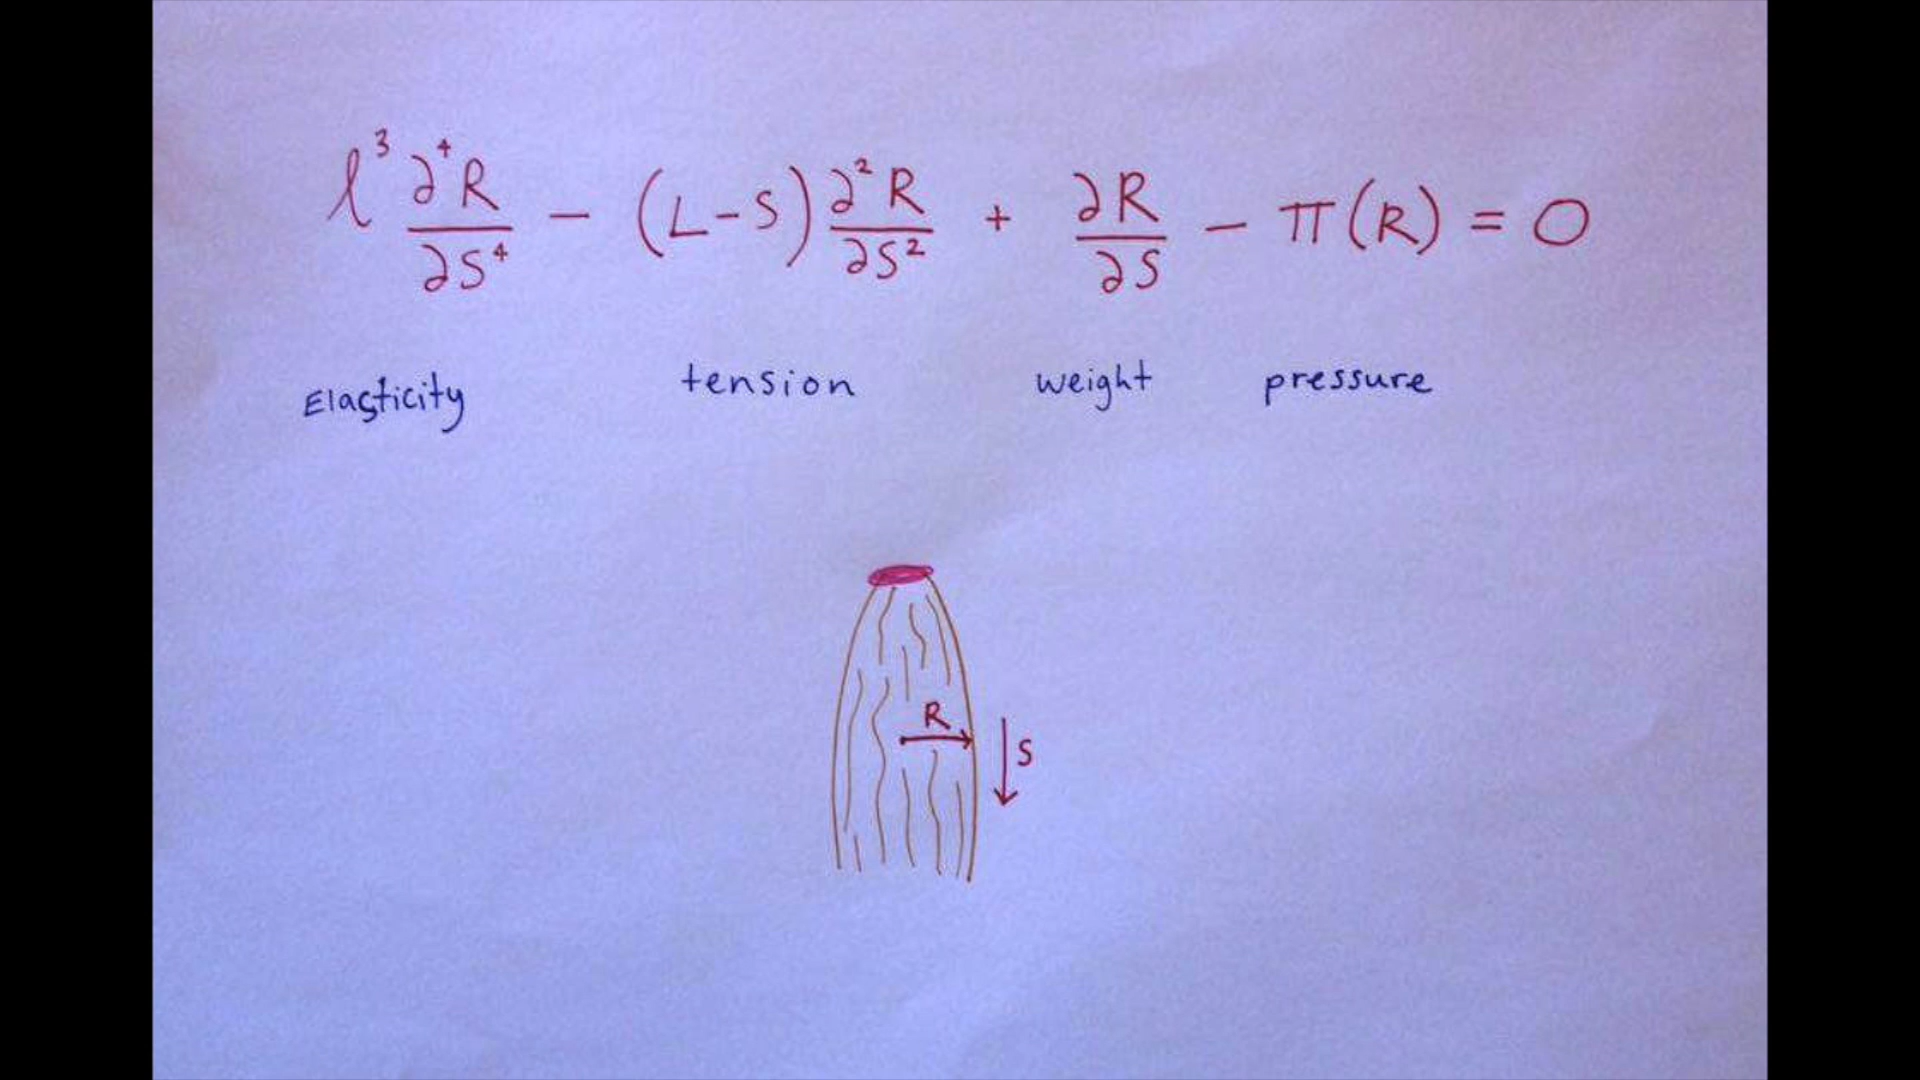 ℓ³ ∂⁴R/∂S⁴ − (L−S) ∂²R/∂S² + ∂R/∂S − π(R) = 0
Elasticity tension weight pressure
R
S